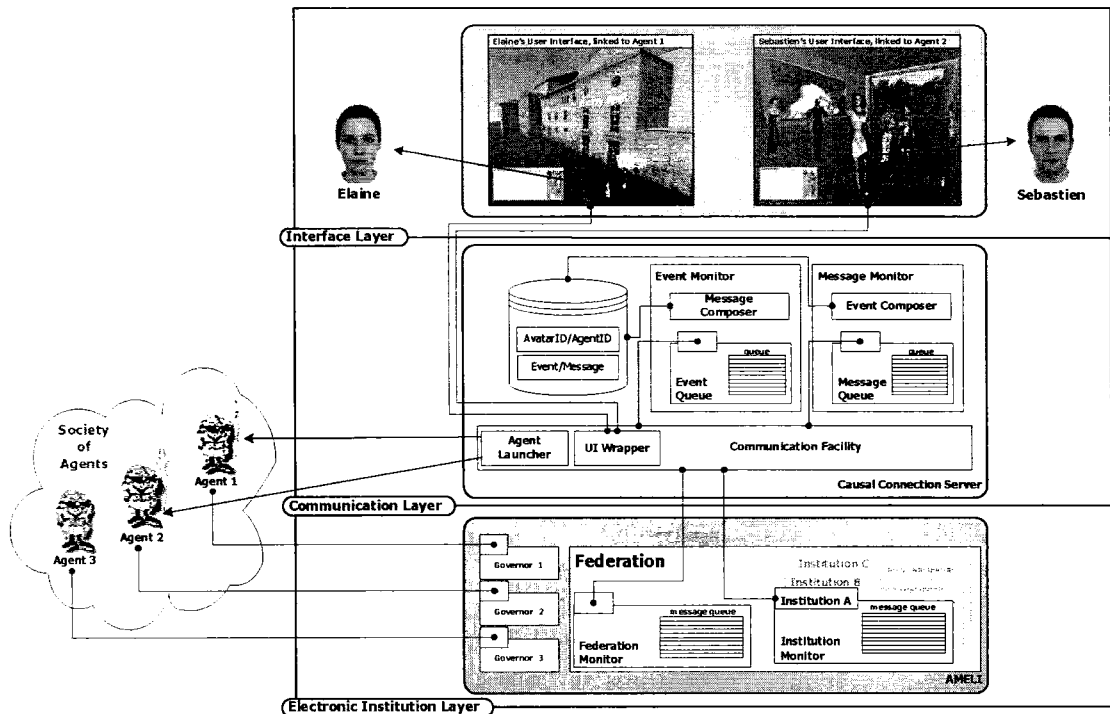 Elaine's User Interface, linked to Agent 1
Sebastien's User Interface, linked to Agent 2
Elaine
Sebastien
Interface Layer
Event Monitor
Message Monitor
Message
Composer
Event Composer
AvatarID/AgentID
Event/Message
queue
Event
Queue
queue
Message
Queue
Society
of
Agents
Agent 1
Agent 2
Agent 3
Agent
Launcher
UI Wrapper
Communication Facility
Causal Connection Server
Communication Layer
Governor 1
Governor 2
Governor 3
Federation
Institution C
Institution B
Institution A
message queue
Federation
Monitor
message queue
Institution
Monitor
AMELI
Electronic Institution Layer